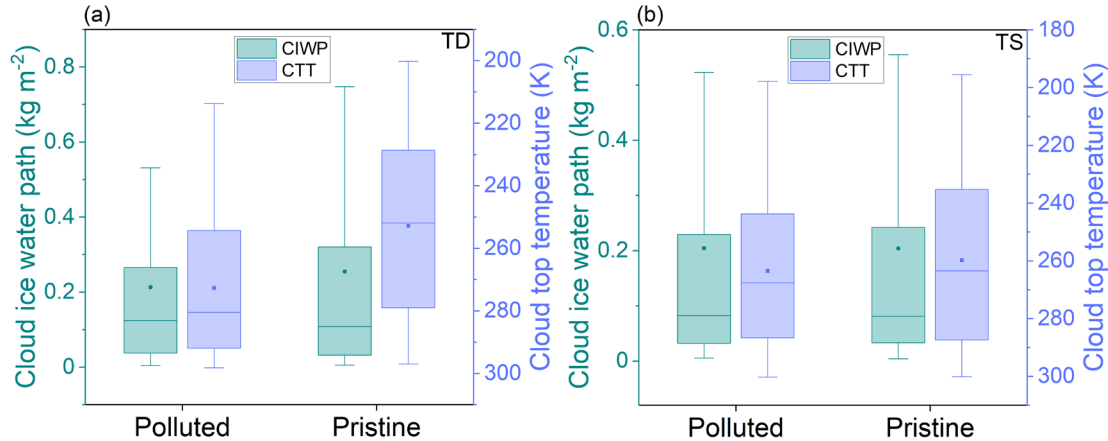 (a)
TD
CIWP
CTT
Cloud ice water path (kg m⁻²)
0.8
0.6
0.4
0.2
0
200
220
240
260
280
300
Cloud top temperature (K)
Polluted
Pristine
(b)
TS
CIWP
CTT
Cloud ice water path (kg m⁻²)
0.6
0.4
0.2
0
180
200
220
240
260
280
300
Cloud top temperature (K)
Polluted
Pristine